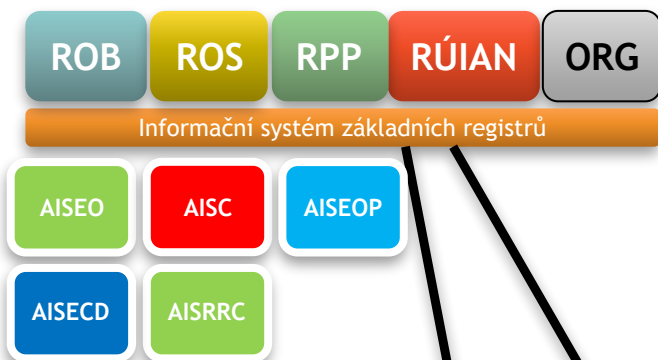 ROB ROS RPP RÚIAN ORG
Informační systém základních registrů
AISEO AISC AISEOP
AISECD AISRRC